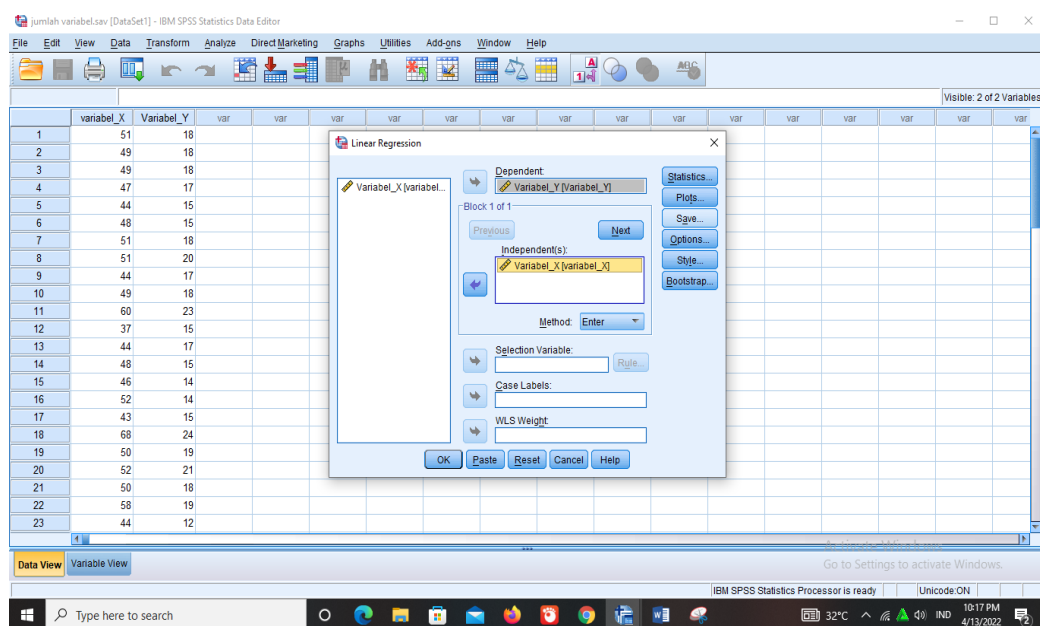 jumlah variabel.sav [DataSet1] - IBM SPSS Statistics Data Editor
File Edit View Data Transform Analyze Direct Marketing Graphs Utilities Add-ons Window Help
Visible: 2 of 2 Variables
variabel_X Variabel_Y var var var var var var var var var var var var var var var
1 51 18
2 49 18
3 49 18
4 47 17
5 44 15
6 48 15
7 51 18
8 51 20
9 44 17
10 49 18
11 60 23
12 37 15
13 44 17
14 48 15
15 46 14
16 52 14
17 43 15
18 68 24
19 50 19
20 52 21
21 50 18
22 58 19
23 44 12
Linear Regression
Variabel_X [variabel...
Dependent:
Variabel_Y [Variabel_Y]
Block 1 of 1
Previous Next
Independent(s):
Variabel_X [variabel_X]
Method: Enter
Selection Variable:
Rule...
Case Labels:
WLS Weight:
Statistics...
Plots...
Save...
Options...
Style...
Bootstrap...
OK Paste Reset Cancel Help
Data View Variable View
Activate Windows
Go to Settings to activate Windows.
IBM SPSS Statistics Processor is ready Unicode:ON
Type here to search
32°C IND 10:17 PM
4/13/2022